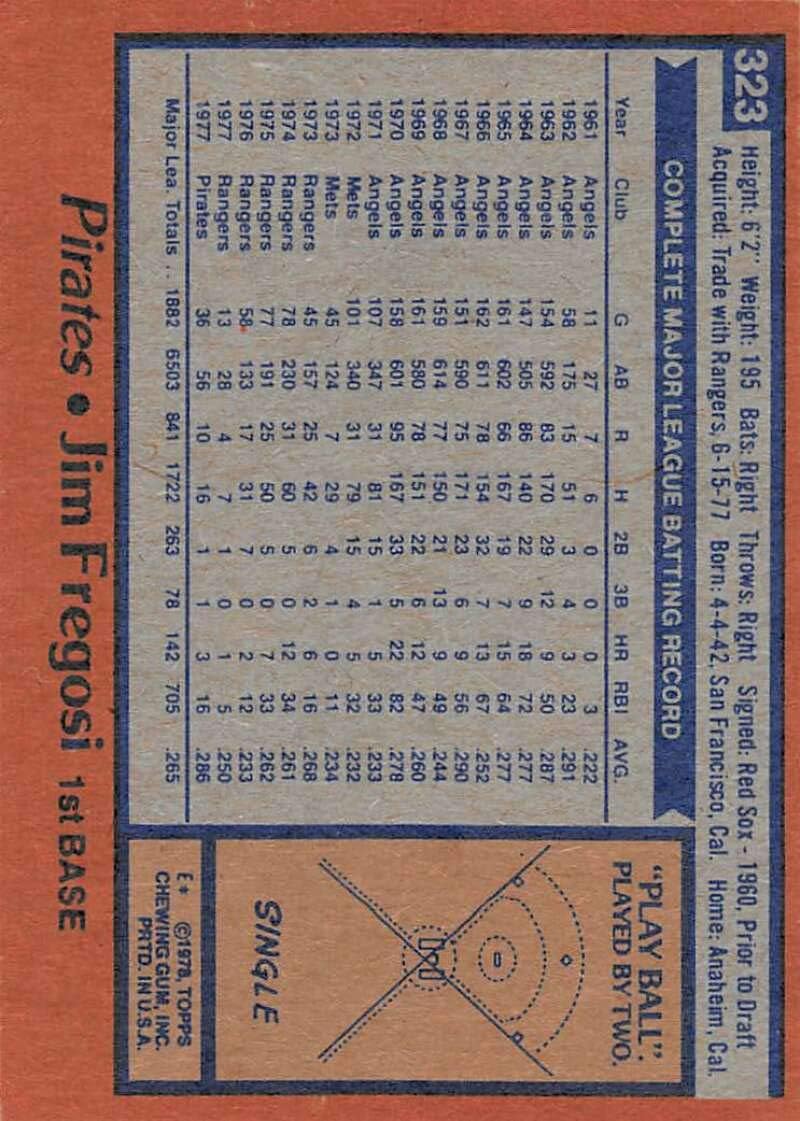 323
Height: 6'2" Weight: 195 Bats: Right Throws: Right Signed: Red Sox - 1960, Prior to Draft
Acquired: Trade with Rangers, 6-15-77 Born: 4-4-42, San Francisco, Cal. Home: Anaheim, Cal.
COMPLETE MAJOR LEAGUE BATTING RECORD
Year Club G AB R H 2B 3B HR RBI AVG.
1961 Angels 11 27 7 6 0 0 0 3 .222
1962 Angels 58 175 15 51 3 4 3 23 .291
1963 Angels 154 592 83 170 29 12 9 50 .287
1964 Angels 147 505 86 140 22 9 18 72 .277
1965 Angels 161 602 66 167 19 7 15 64 .277
1966 Angels 162 611 78 154 32 7 13 67 .252
1967 Angels 151 590 75 171 23 6 9 56 .290
1968 Angels 159 614 77 150 21 13 9 49 .244
1969 Angels 161 580 78 151 22 6 12 47 .260
1970 Angels 158 601 95 167 33 5 22 82 .278
1971 Angels 107 347 31 81 15 1 5 33 .233
1972 Mets 101 340 31 79 15 4 5 32 .232
1973 Mets 45 124 7 29 4 1 0 11 .234
1973 Rangers 45 157 25 42 6 2 6 16 .268
1974 Rangers 78 230 31 60 5 0 12 34 .261
1975 Rangers 77 191 25 50 5 0 7 33 .262
1976 Rangers 58 133 17 31 7 0 2 12 .233
1977 Rangers 13 28 4 7 1 0 1 5 .250
1977 Pirates 36 56 10 16 1 1 3 16 .286
Major Lea. Totals .. 1882 6503 841 1722 263 78 142 705 .265
"PLAY BALL".
PLAYED BY TWO.
SINGLE
E* ©1978, TOPPS
CHEWING GUM, INC.
PRTD. IN U.S.A.
Pirates • Jim Fregosi 1st BASE